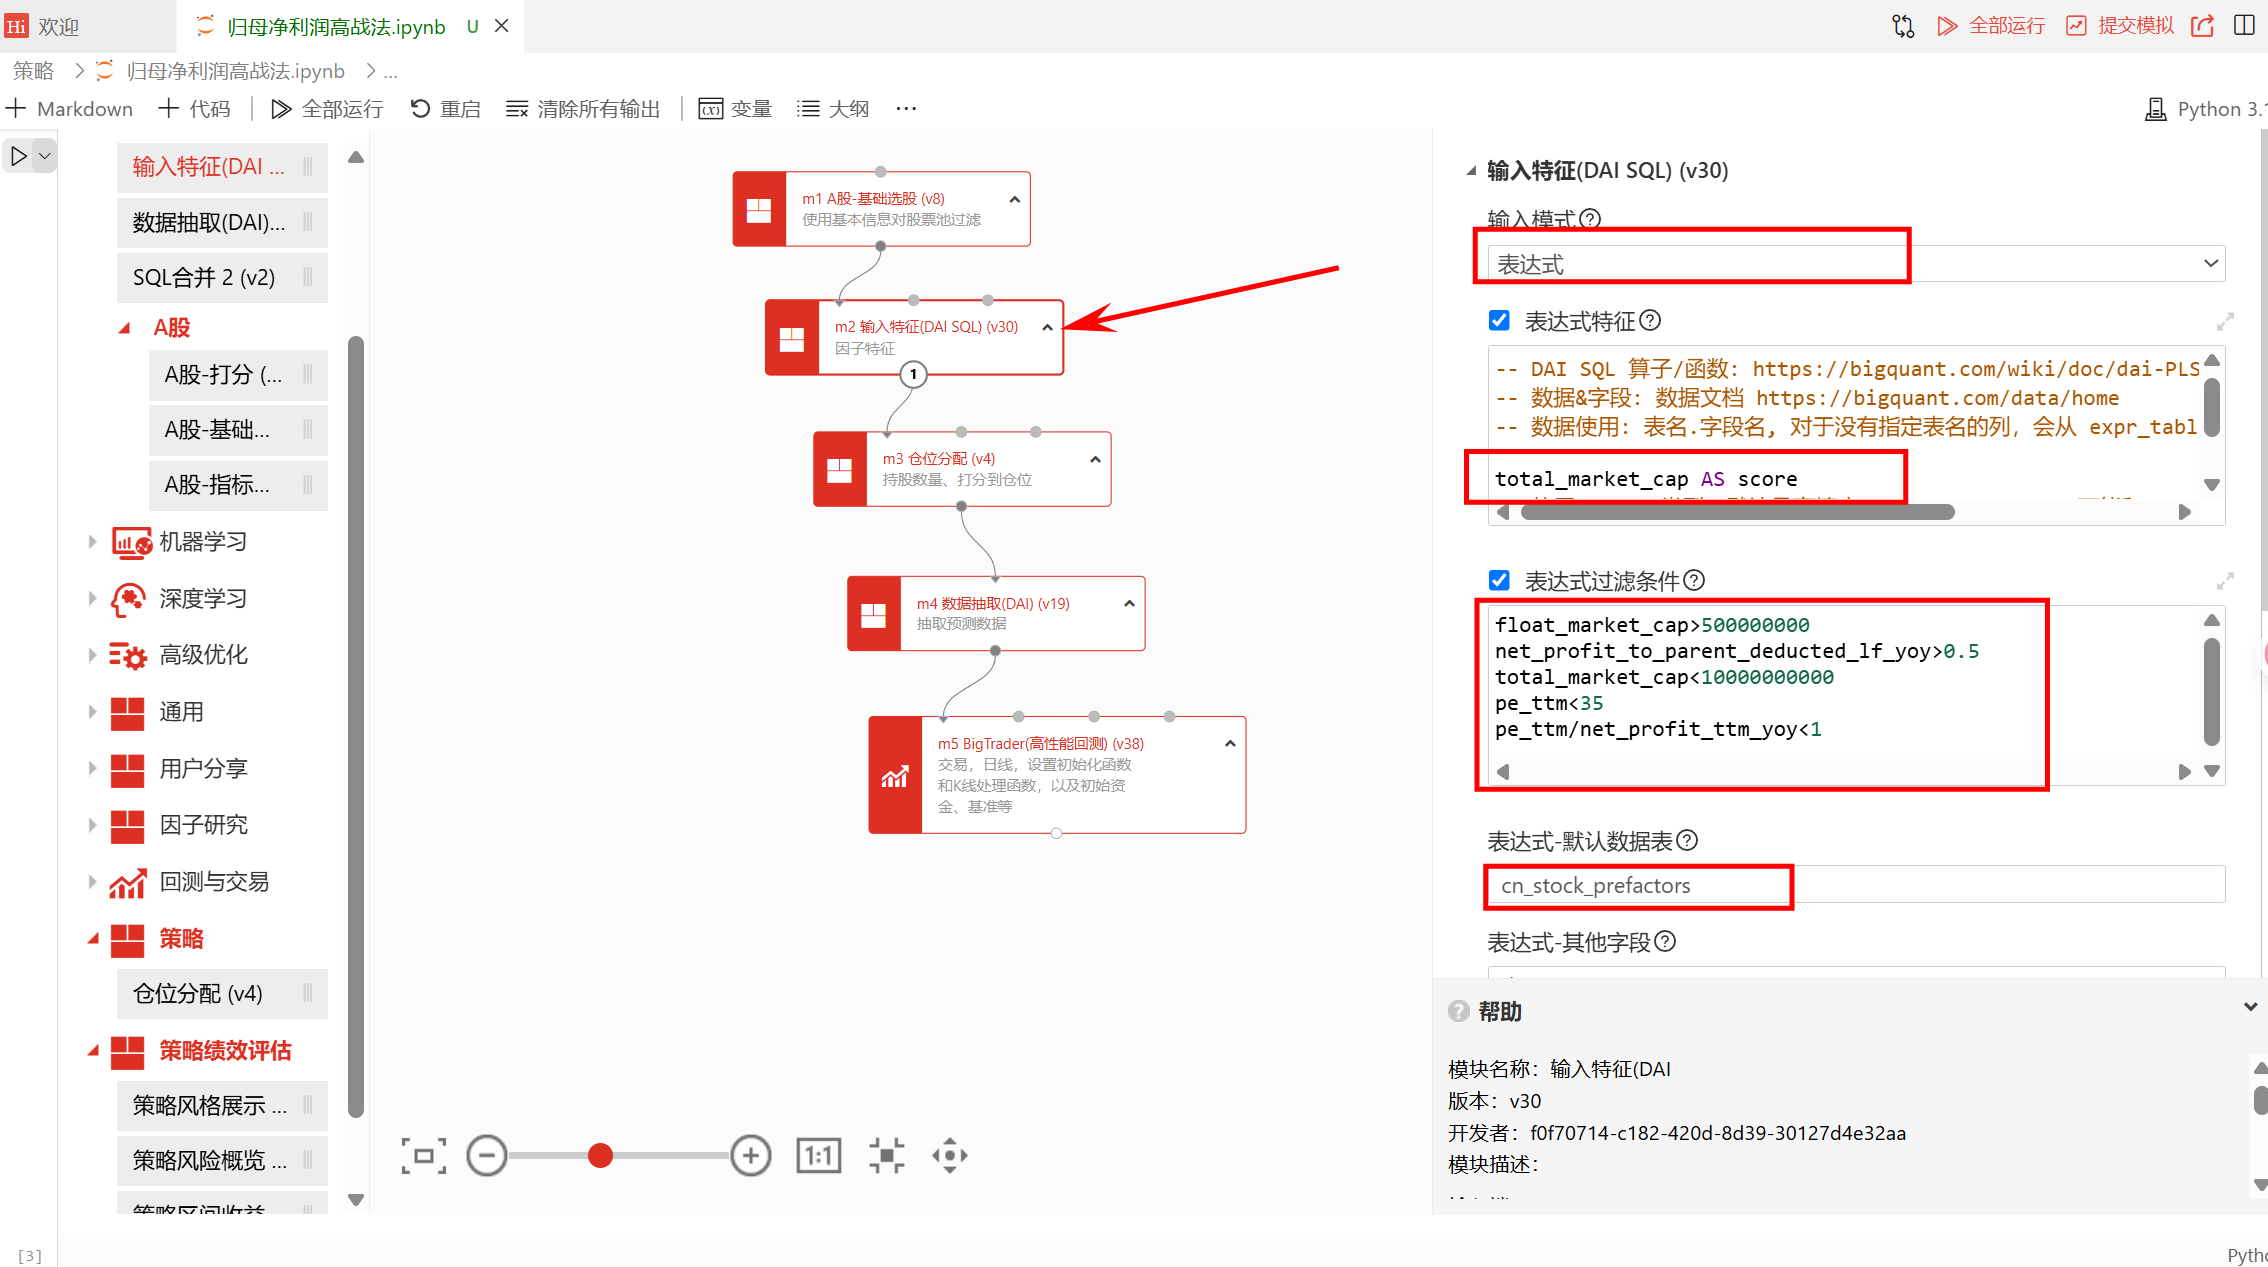 Hi 欢迎
归母净利润高战法.ipynb U
全部运行
提交模拟
策略 > 归母净利润高战法.ipynb > ...
Markdown
代码
全部运行
重启
清除所有输出
变量
大纲
...
Python 3.
输入特征(DAI ...
数据抽取(DAI)...
SQL合并 2 (v2)
A股
A股-打分 (...
A股-基础...
A股-指标...
机器学习
深度学习
高级优化
通用
用户分享
因子研究
回测与交易
策略
仓位分配 (v4)
策略绩效评估
策略风格展示 ...
策略风险概览 ...
策略区间收益
[3]
m1 A股-基础选股 (v8)
使用基本信息对股票池过滤
m2 输入特征(DAI SQL) (v30)
因子特征
1
m3 仓位分配 (v4)
持股数量、打分到仓位
m4 数据抽取(DAI) (v19)
抽取预测数据
m5 BigTrader(高性能回测) (v38)
交易，日线，设置初始化函数
和K线处理函数，以及初始资
金、基准等
1:1
输入特征(DAI SQL) (v30)
输入模式
表达式
表达式特征
-- DAI SQL 算子/函数: https://bigquant.com/wiki/doc/dai-PLS
-- 数据&字段: 数据文档 https://bigquant.com/data/home
-- 数据使用: 表名.字段名, 对于没有指定表名的列，会从 expr_tabl
total_market_cap AS score
表达式过滤条件
float_market_cap>500000000
net_profit_to_parent_deducted_lf_yoy>0.5
total_market_cap<10000000000
pe_ttm<35
pe_ttm/net_profit_ttm_yoy<1
表达式-默认数据表
cn_stock_prefactors
表达式-其他字段
帮助
模块名称：输入特征(DAI
版本：v30
开发者：f0f70714-c182-420d-8d39-30127d4e32aa
模块描述：
Pytho